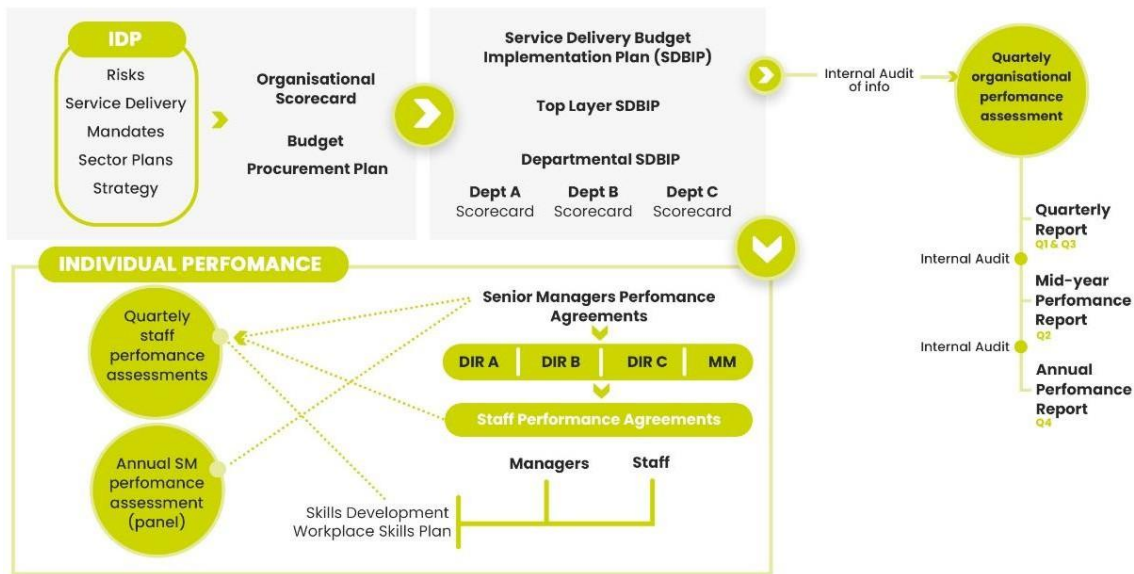 IDP
Risks
Service Delivery
Mandates
Sector Plans
Strategy
Organisational
Scorecard
Budget
Procurement Plan
Service Delivery Budget
Implementation Plan (SDBIP)
Top Layer SDBIP
Departmental SDBIP
Dept A
Scorecard
Dept B
Scorecard
Dept C
Scorecard
Internal Audit
of info
Quartely
organisational
perfomance
assessment
Quarterly
Report
Q1 & Q3
Internal Audit
Mid-year
Perfomance
Report
Q2
Internal Audit
Annual
Perfomance
Report
Q4
INDIVIDUAL PERFOMANCE
Quartely
staff
perfomance
assessments
Annual SM
perfomance
assessment
(panel)
Senior Managers Perfomance
Agreements
DIR A
DIR B
DIR C
MM
Staff Performance Agreements
Managers
Staff
Skills Development
Workplace Skills Plan